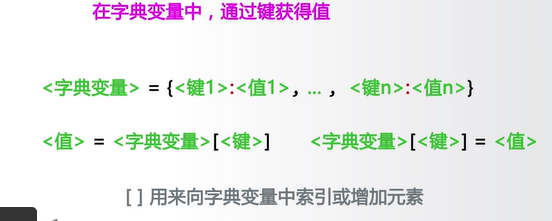 在字典变量中，通过键获得值
<字典变量> = {<键1>:<值1>, … , <键n>:<值n>}
<值> = <字典变量>[<键>] <字典变量>[<键>] = <值>
[ ] 用来向字典变量中索引或增加元素